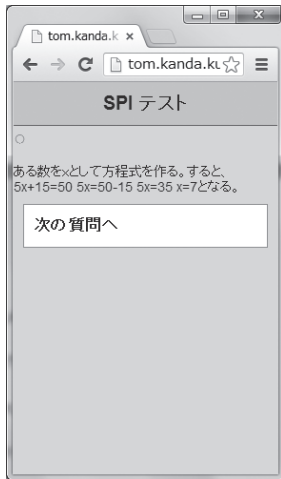 tom.kanda.k
tom.kanda.ku
SPI テスト
○
ある数をxとして方程式を作る。すると、
5x+15=50 5x=50-15 5x=35 x=7となる。
次の質問へ